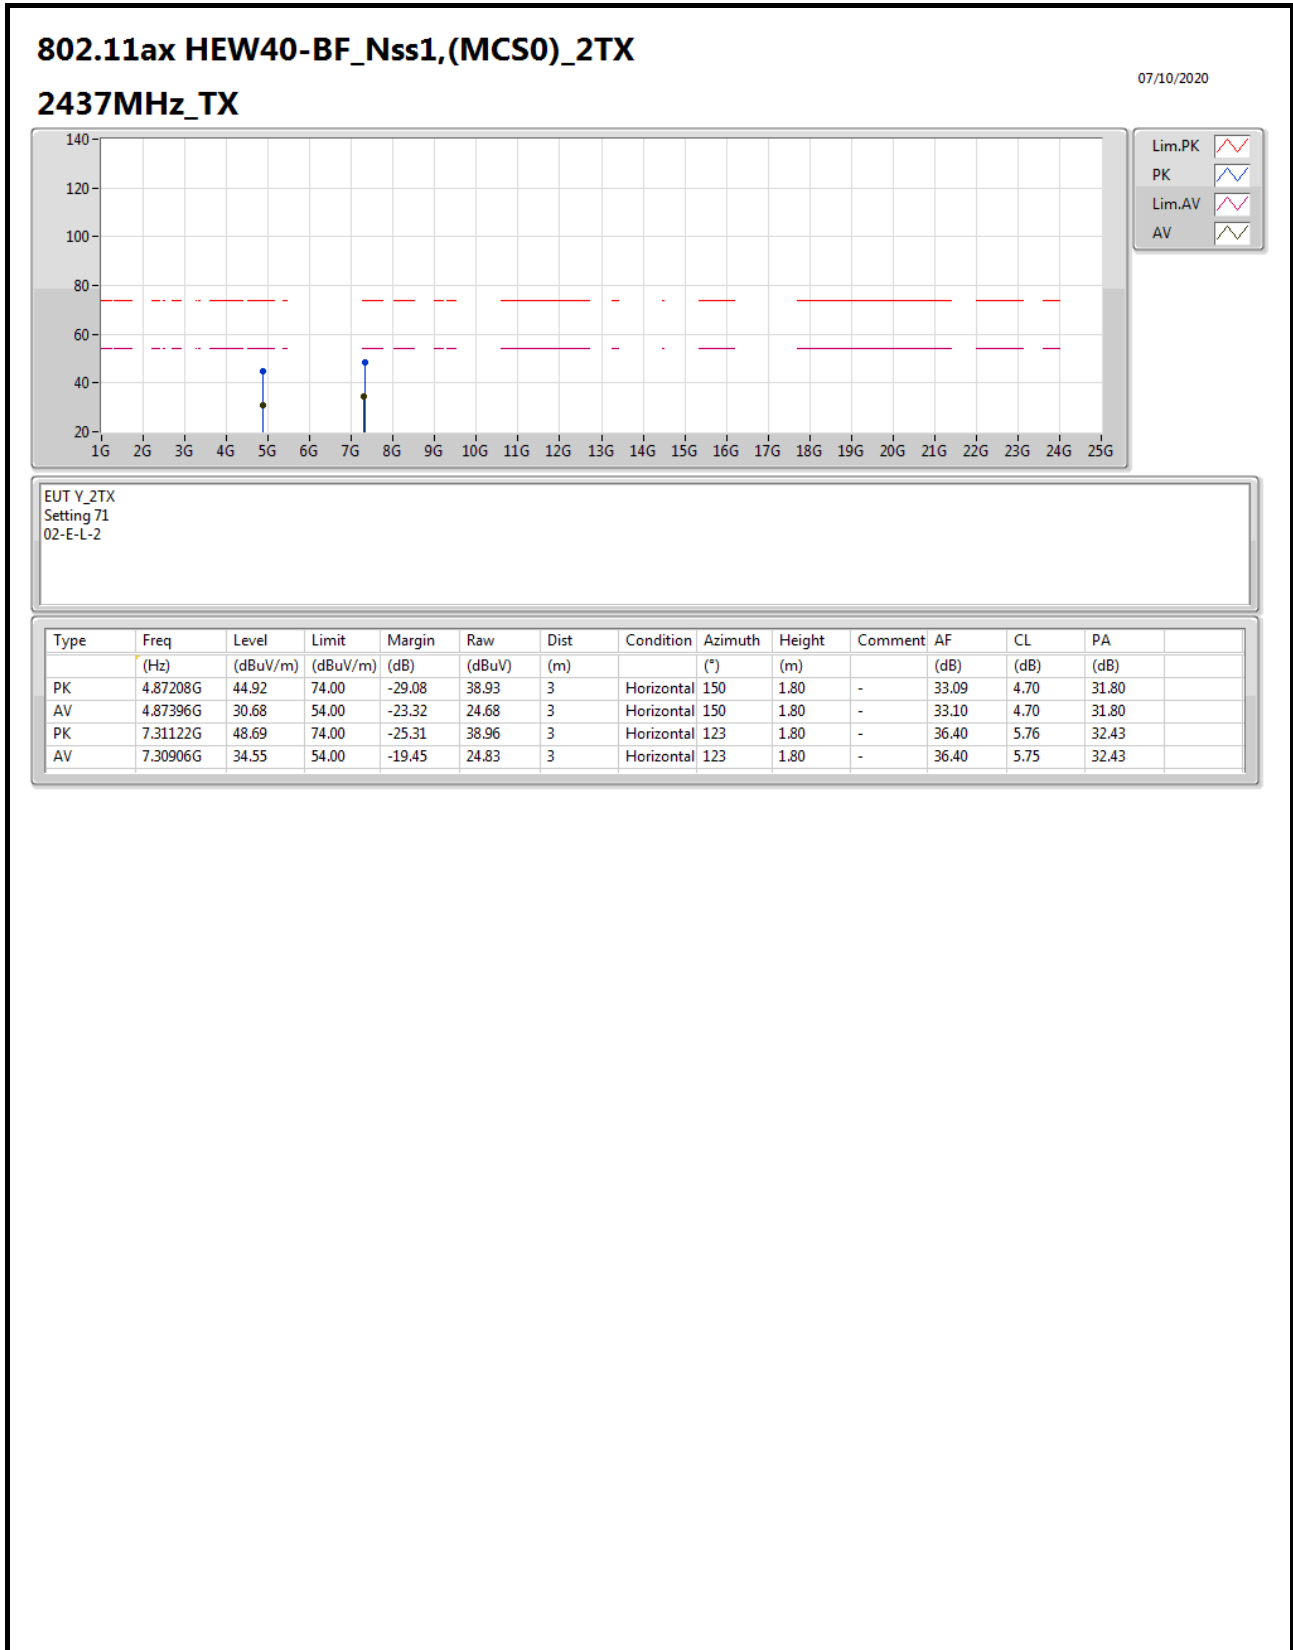 802.11ax HEW40-BF_Nss1,(MCS0)_2TX
07/10/2020
2437MHz_TX
140
120
100
80
60
40
20
1G 2G 3G 4G 5G 6G 7G 8G 9G 10G 11G 12G 13G 14G 15G 16G 17G 18G 19G 20G 21G 22G 23G 24G 25G
Lim.PK
PK
Lim.AV
AV
EUT Y_2TX
Setting 71
02-E-L-2
Type Freq Level Limit Margin Raw Dist Condition Azimuth Height Comment AF CL PA
(Hz) (dBuV/m) (dBuV/m) (dB) (dBuV) (m) (°) (m) (dB) (dB) (dB)
PK 4.87208G 44.92 74.00 -29.08 38.93 3 Horizontal 150 1.80 - 33.09 4.70 31.80
AV 4.87396G 30.68 54.00 -23.32 24.68 3 Horizontal 150 1.80 - 33.10 4.70 31.80
PK 7.31122G 48.69 74.00 -25.31 38.96 3 Horizontal 123 1.80 - 36.40 5.76 32.43
AV 7.30906G 34.55 54.00 -19.45 24.83 3 Horizontal 123 1.80 - 36.40 5.75 32.43